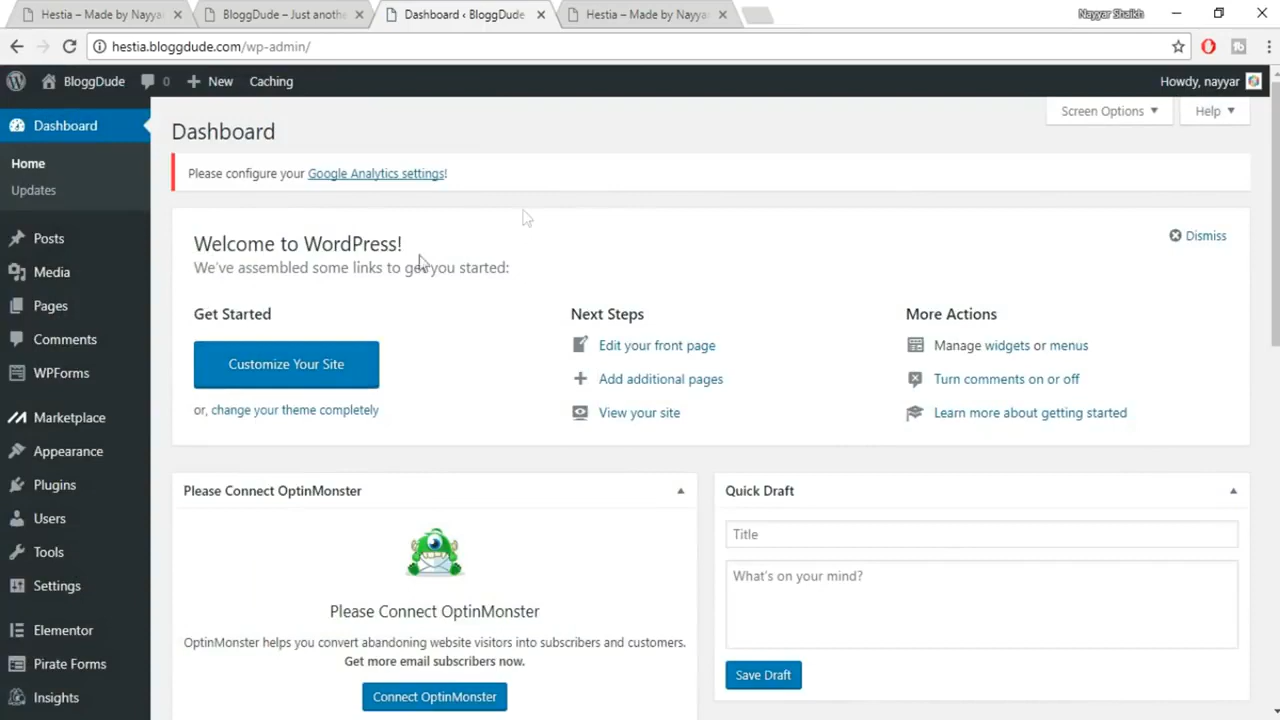 Hestia – Made by Nayya
BloggDude – Just anothe
Dashboard ‹ BloggDude
Hestia – Made by Nayya
Nayyar Shaikh
hestia.bloggdude.com/wp-admin/
BloggDude
0
New
Caching
Howdy, nayyar
Dashboard
Home
Updates
Posts
Media
Pages
Comments
WPForms
Marketplace
Appearance
Plugins
Users
Tools
Settings
Elementor
Pirate Forms
Insights
Screen Options
Help
Dashboard
Please configure your Google Analytics settings!
Welcome to WordPress!
We've assembled some links to get you started:
Dismiss
Get Started
Customize Your Site
or, change your theme completely
Next Steps
Edit your front page
Add additional pages
View your site
More Actions
Manage widgets or menus
Turn comments on or off
Learn more about getting started
Please Connect OptinMonster
Please Connect OptinMonster
OptinMonster helps you convert abandoning website visitors into subscribers and customers.
Get more email subscribers now.
Connect OptinMonster
Quick Draft
Title
What's on your mind?
Save Draft